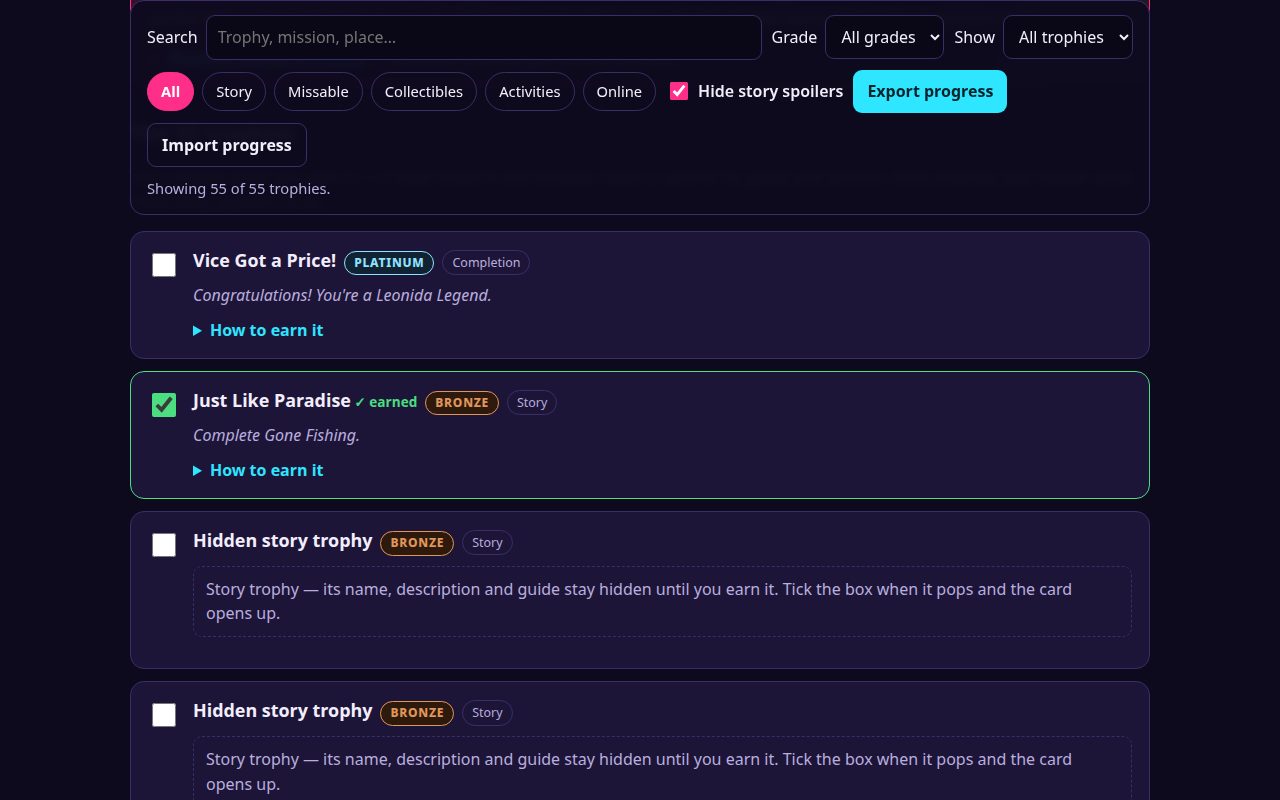 Search Trophy, mission, place... Grade All grades Show All trophies
All Story Missable Collectibles Activities Online Hide story spoilers Export progress
Import progress
Showing 55 of 55 trophies.
Vice Got a Price! PLATINUM Completion
Congratulations! You're a Leonida Legend.
How to earn it
Just Like Paradise ✓ earned BRONZE Story
Complete Gone Fishing.
How to earn it
Hidden story trophy BRONZE Story
Story trophy — its name, description and guide stay hidden until you earn it. Tick the box when it pops and the card
opens up.
Hidden story trophy BRONZE Story
Story trophy — its name, description and guide stay hidden until you earn it. Tick the box when it pops and the card
opens up.